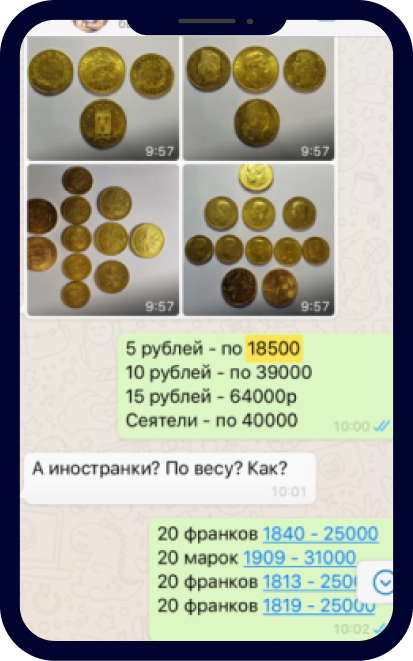 9:57
9:57
9:57
9:57
5 рублей - по 18500
10 рублей - по 39000
15 рублей - 64000р
Сеятели - по 40000
10:00
А иностранки? По весу? Как?
10:01
20 франков 1840 - 25000
20 марок 1909 - 31000
20 франков 1813 -
20 франков 1819 - 25000
10:02